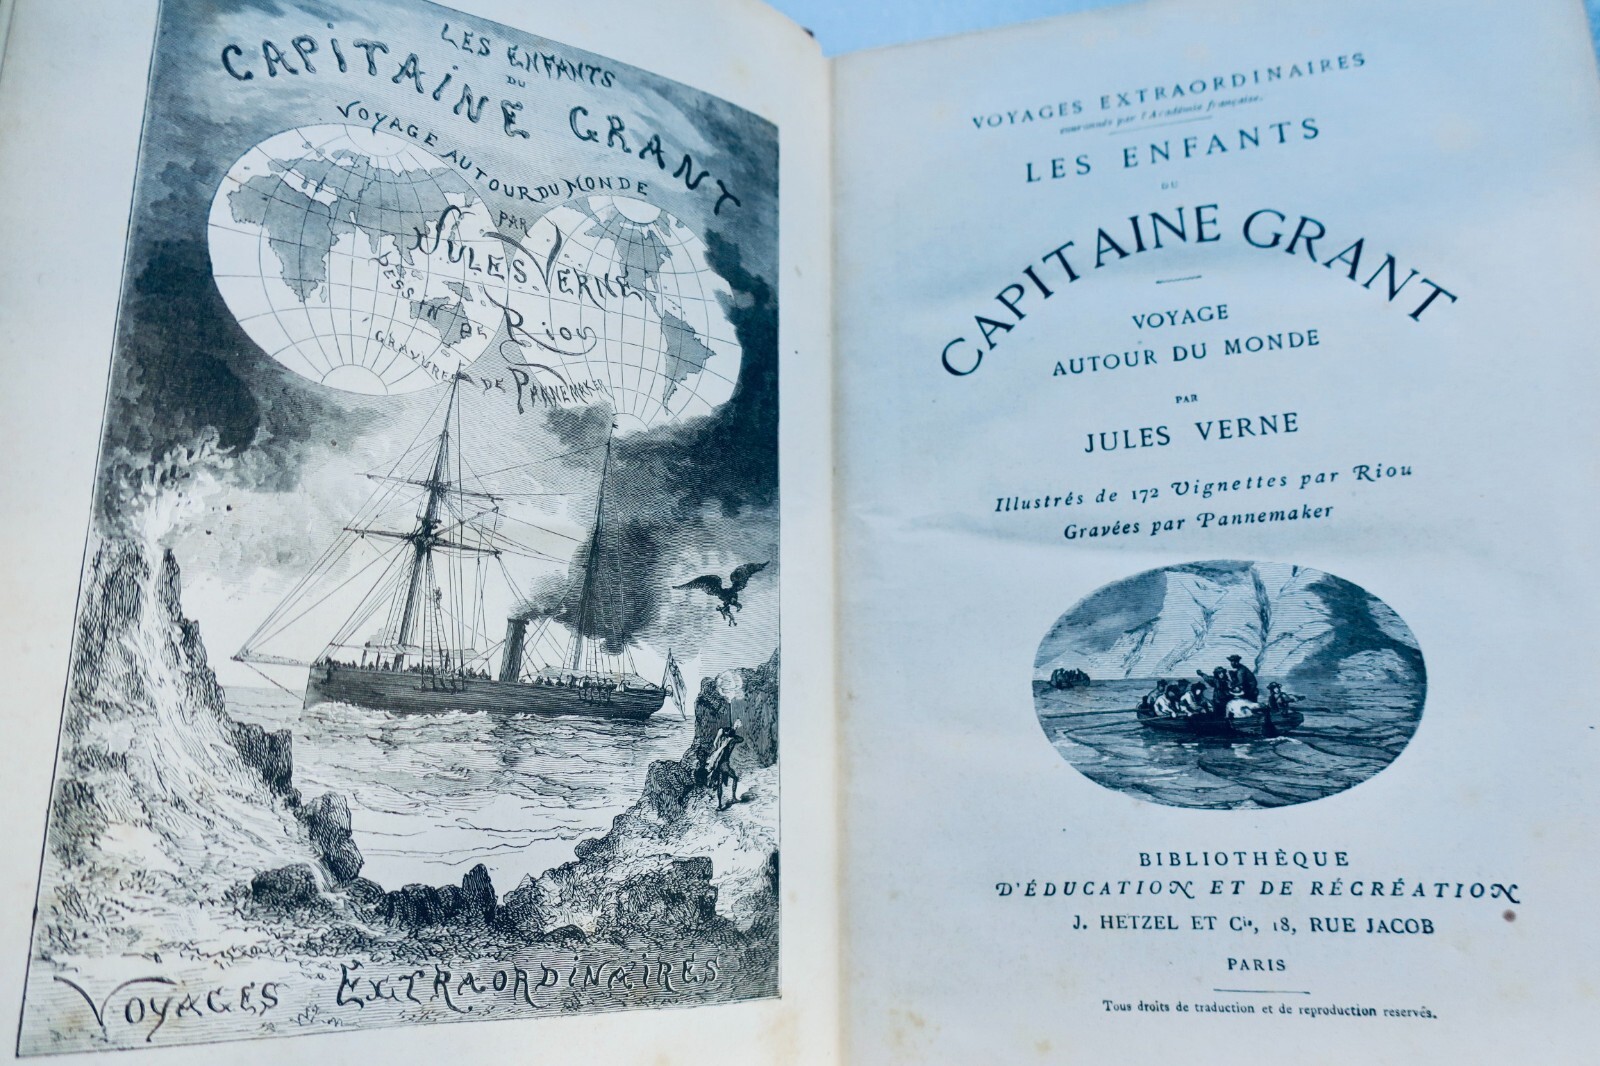 LES ENFANTS
DU
CAPITAINE GRANT
VOYAGE AUTOUR DU MONDE
PAR
JULES VERNE
DESSIN DE RIOU
GRAVURES DE PANNEMAKER
VOYAGES EXTRAORDINAIRES
VOYAGES EXTRAORDINAIRES
couronnés par l'Académie française.
LES ENFANTS
DU
CAPITAINE GRANT
VOYAGE
AUTOUR DU MONDE
PAR
JULES VERNE
Illustrés de 172 Vignettes par Riou
Gravées par Pannemaker
BIBLIOTHÈQUE
D'ÉDUCATION ET DE RÉCRÉATION
J. HETZEL ET Cie, 18, RUE JACOB
PARIS
Tous droits de traduction et de reproduction reservés.